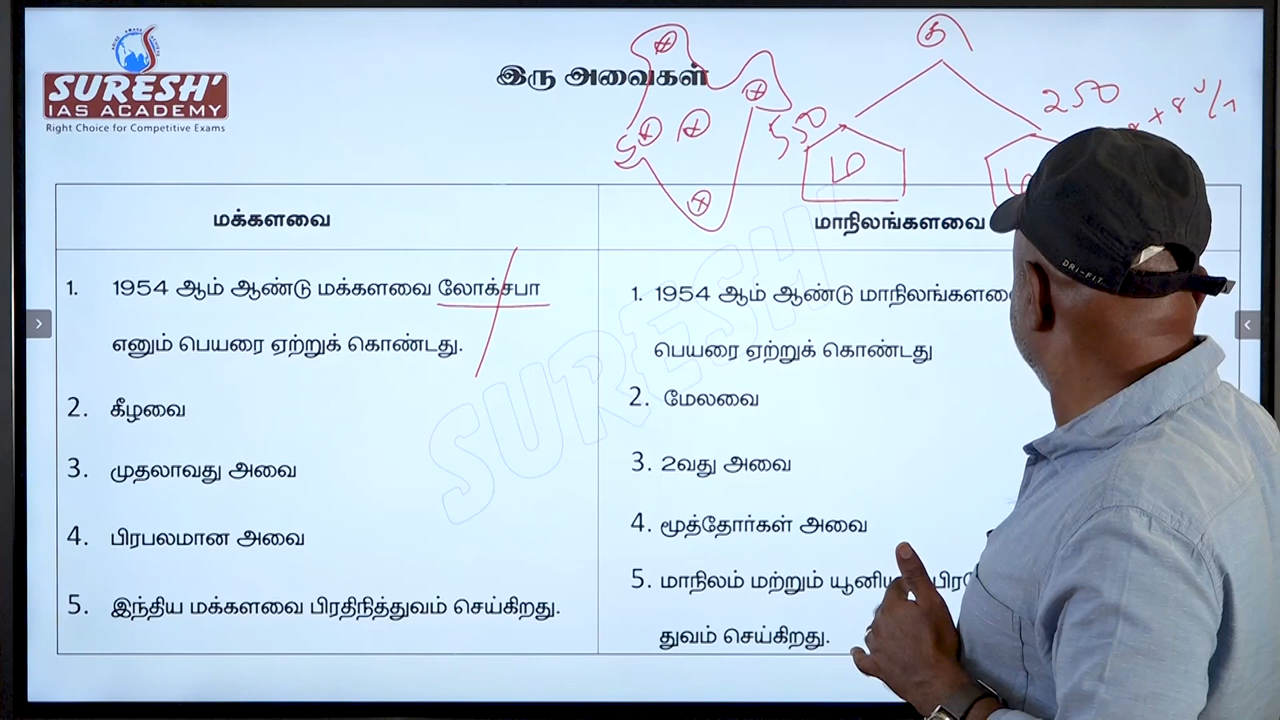 SURESH'
IAS ACADEMY
Right Choice for Competitive Exams
இரு அவைகள்
550
250
மக்களவை
மாநிலங்களவை
1. 1954 ஆம் ஆண்டு மக்களவை லோக்சபா
எனும் பெயரை ஏற்றுக் கொண்டது.
2. கீழவை
3. முதலாவது அவை
4. பிரபலமான அவை
5. இந்திய மக்களவை பிரதிநித்துவம் செய்கிறது.
1. 1954 ஆம் ஆண்டு மாநிலங்களவை
பெயரை ஏற்றுக் கொண்டது
2. மேலவை
3. 2வது அவை
4. மூத்தோர்கள் அவை
5. மாநிலம் மற்றும்
துவம் செய்கிறது.
SURESH'
DRI-FIT